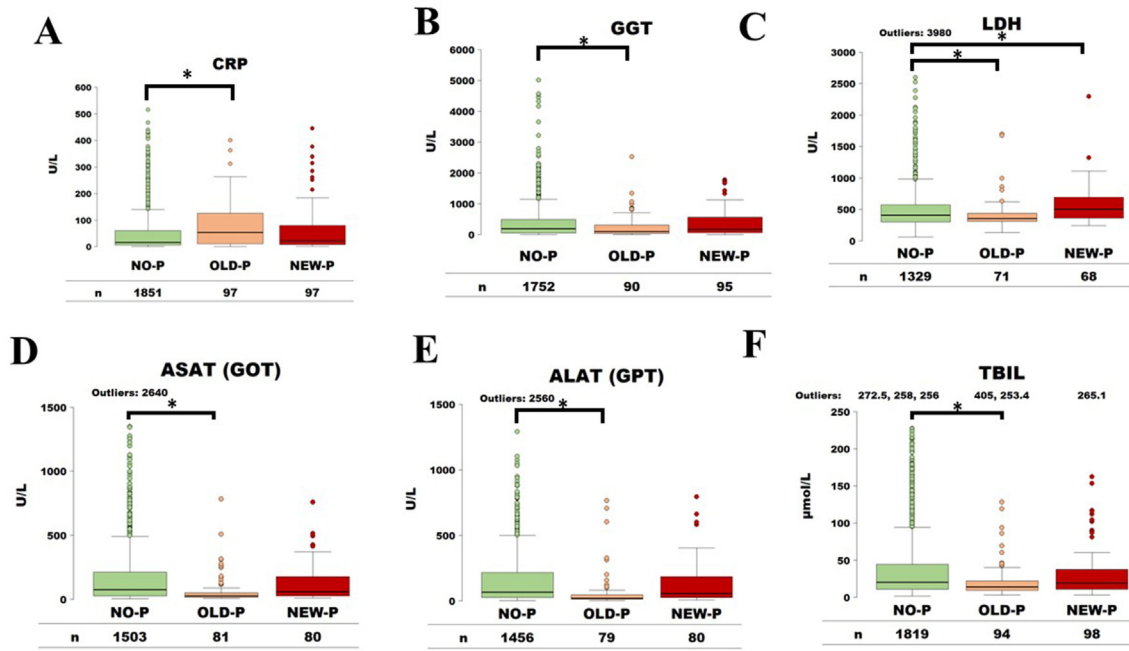 A
CRP
*
600
500
400
300
200
100
0
U/L
NO-P OLD-P NEW-P
n 1851 97 97
B
GGT
*
6000
5000
4000
3000
2000
1000
0
U/L
NO-P OLD-P NEW-P
n 1752 90 95
C
LDH
Outliers: 3980
*
*
3000
2500
2000
1500
1000
500
0
U/L
NO-P OLD-P NEW-P
n 1329 71 68
D
ASAT (GOT)
Outliers: 2640
*
1500
1000
500
0
U/L
NO-P OLD-P NEW-P
n 1503 81 80
E
ALAT (GPT)
Outliers: 2560
*
1500
1000
500
0
U/L
NO-P OLD-P NEW-P
n 1456 79 80
F
TBIL
Outliers: 272.5, 258, 256 405, 253.4 265.1
*
250
200
150
100
50
0
µmol/L
NO-P OLD-P NEW-P
n 1819 94 98